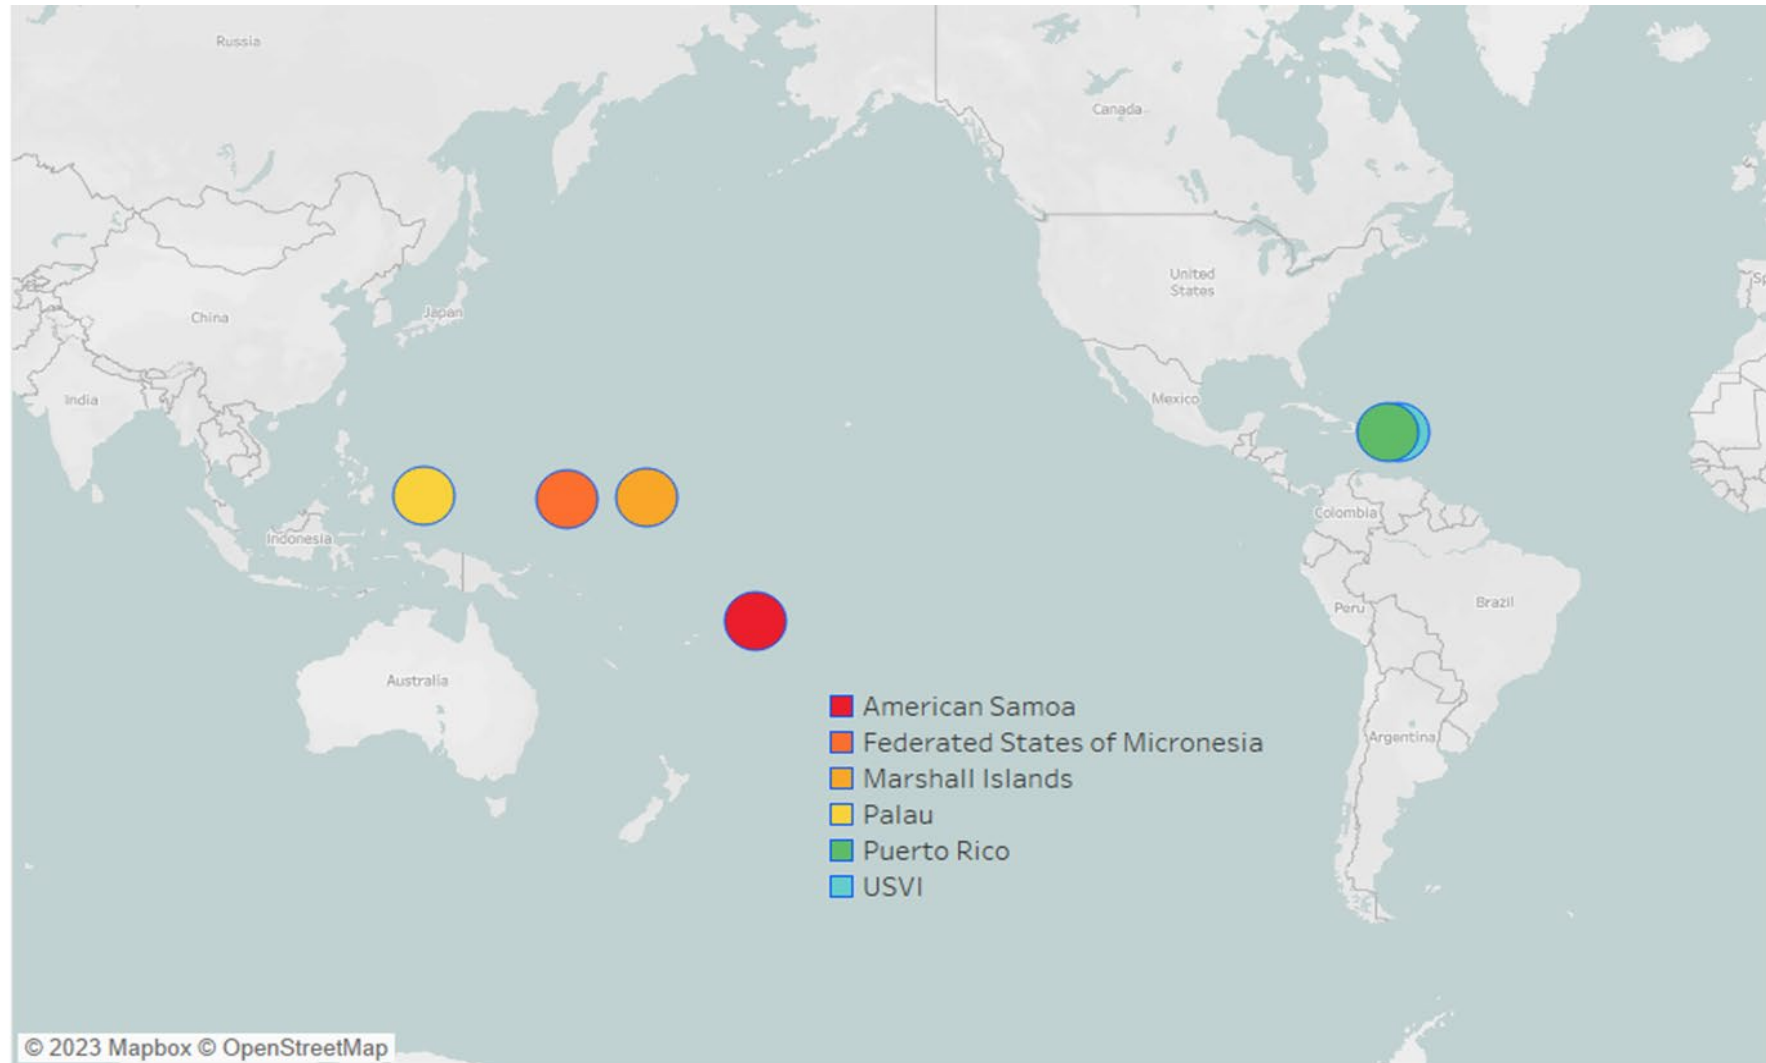 Russia
Canada
United
States
China
Japan
India
Mexico
Indonesia
Colombia
Peru
Brazil
Australia
Argentina
American Samoa
Federated States of Micronesia
Marshall Islands
Palau
Puerto Rico
USVI
© 2023 Mapbox © OpenStreetMap